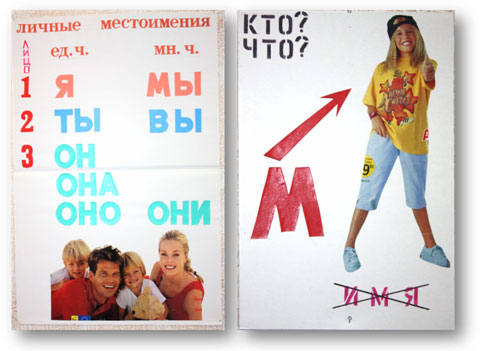 личные местоимения
лицо
ед.ч. мн. ч.
1 Я МЫ
2 ТЫ ВЫ
3 ОН
ОНА
ОНО ОНИ
КТО?
ЧТО?
М
ИМЯ